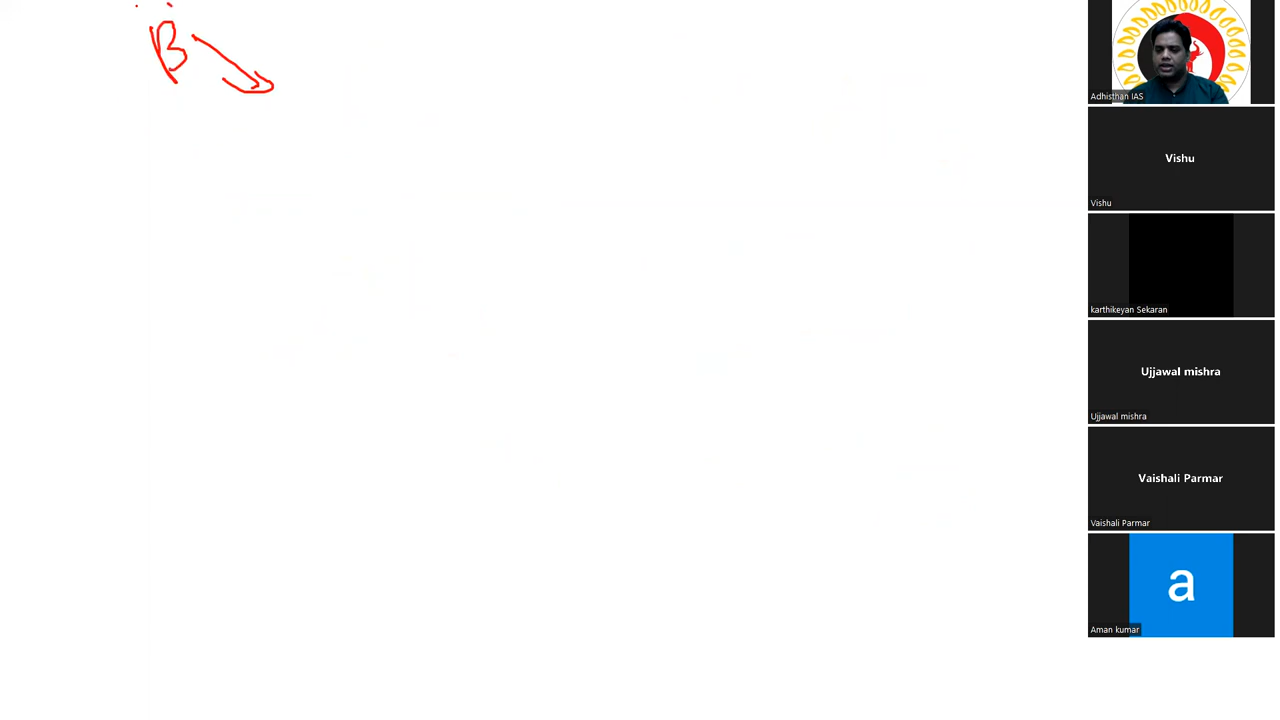 B
Adhisthan IAS
Vishu
Vishu
karthikeyan Sekaran
Ujjawal mishra
Ujjawal mishra
Vaishali Parmar
Vaishali Parmar
a
Aman kumar